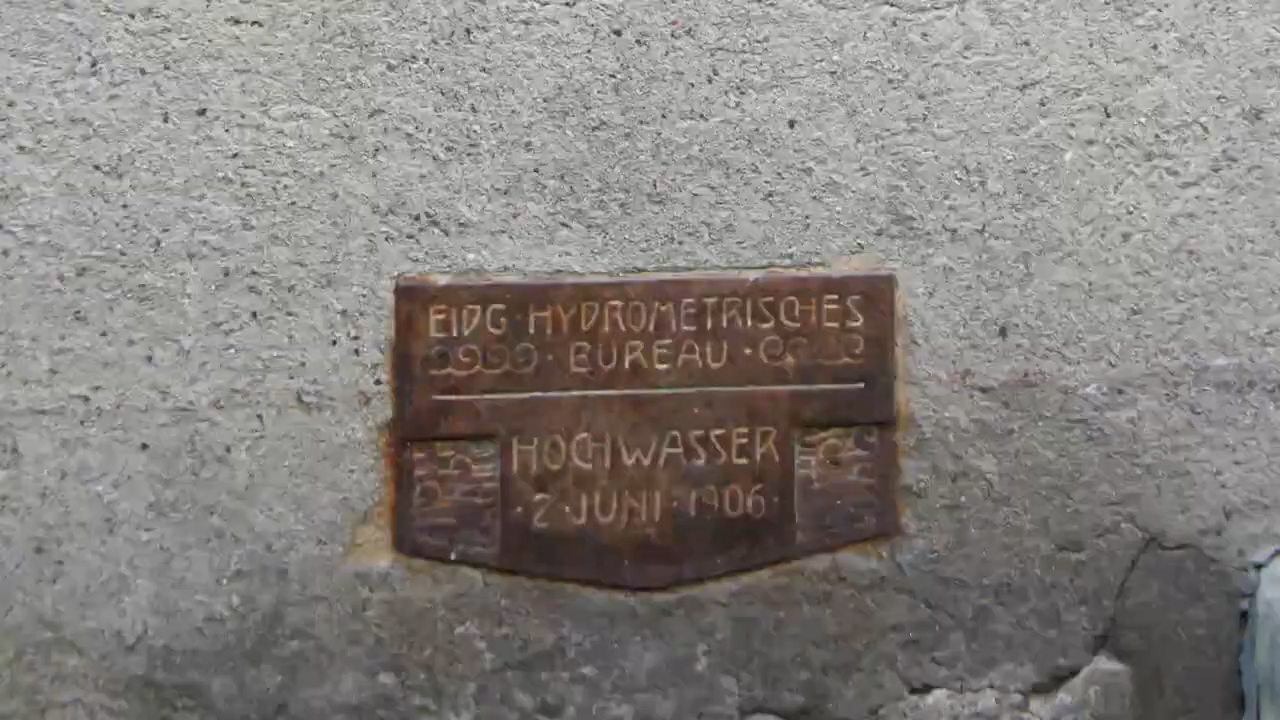 EIDG·HYDROMETRISCHES
· BUREAU ·
HOCHWASSER
·2·JUNI·1906·